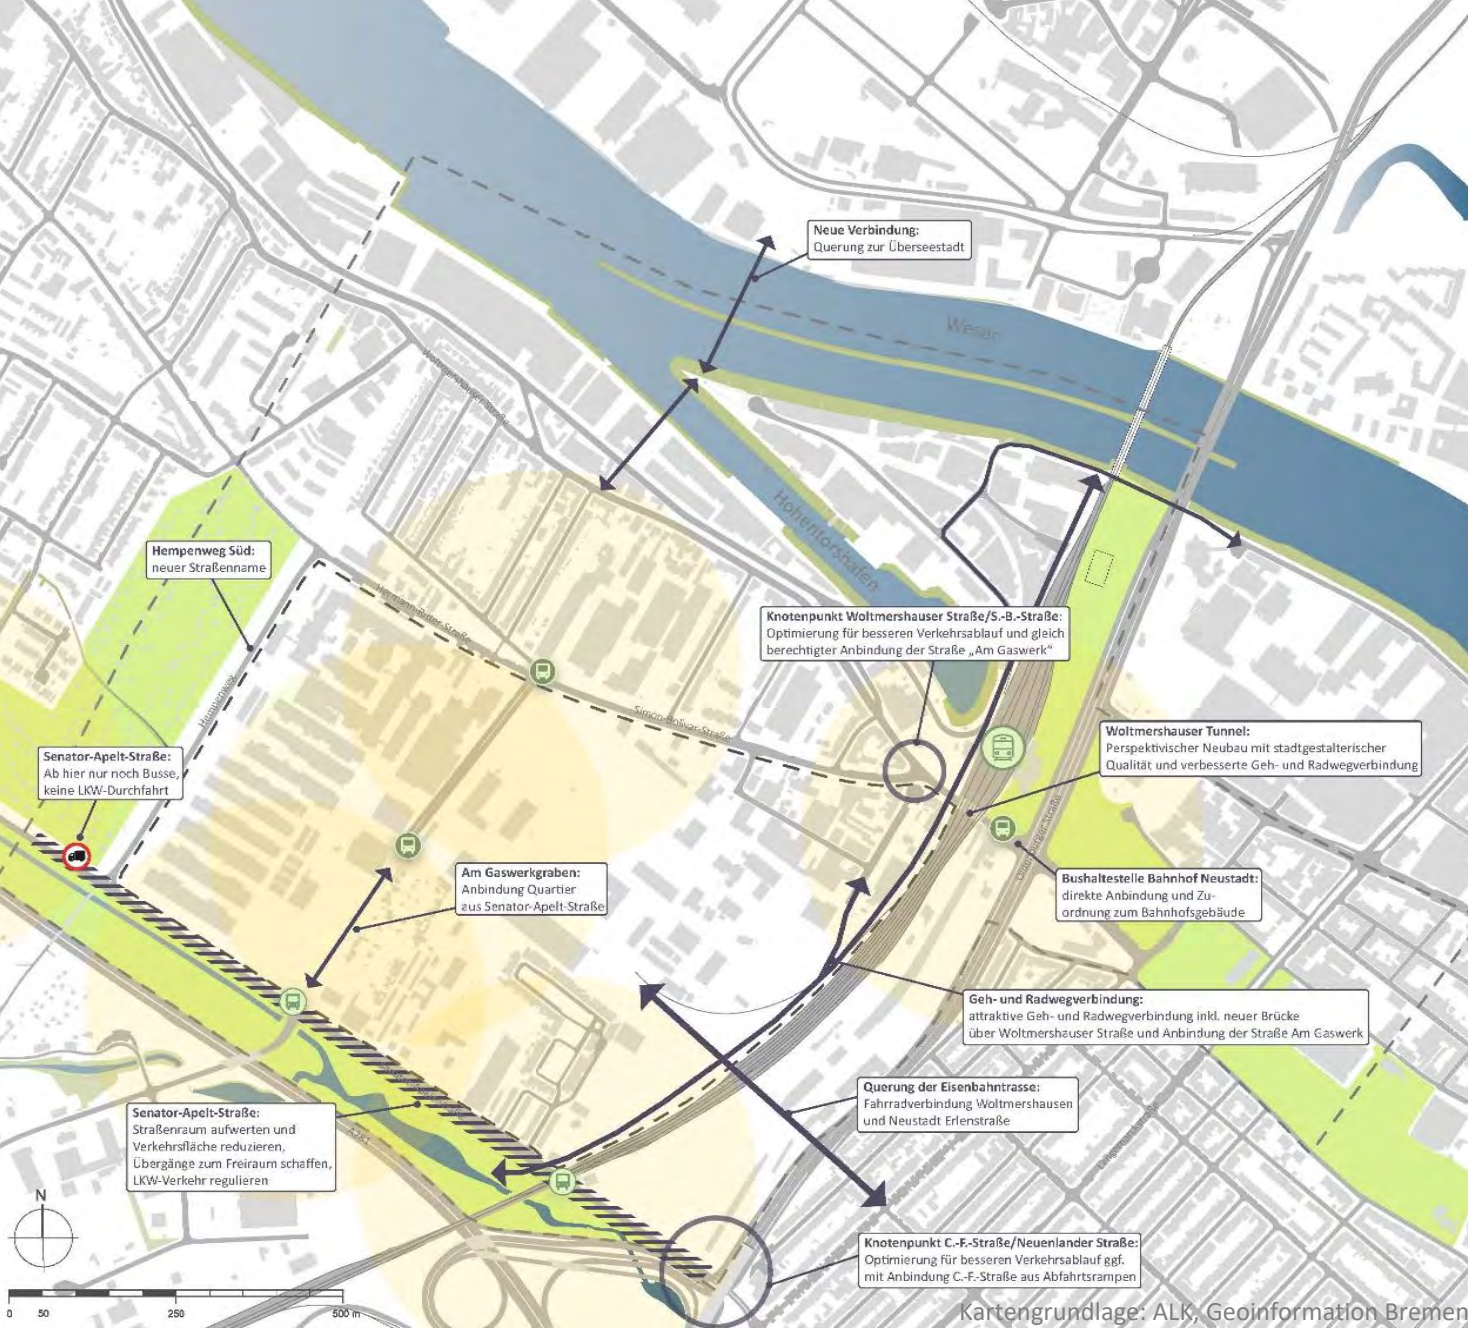 Neue Verbindung:
Querung zur Überseestadt
Weser
Woltmershauser Straße
Hohentorshafen
Hempenweg Süd:
neuer Straßenname
Hermann-Ritter-Straße
Knotenpunkt Woltmershauser Straße/S.-B.-Straße:
Optimierung für besseren Verkehrsablauf und gleich
berechtigter Anbindung der Straße „Am Gaswerk“
Hempenweg
Simon-Bolivar-Straße
Woltmershauser Tunnel:
Perspektivischer Neubau mit stadtgestalterischer
Qualität und verbesserte Geh- und Radwegverbindung
Senator-Apelt-Straße:
Ab hier nur noch Busse,
keine LKW-Durchfahrt
Oldenburger Straße
Am Gaswerkgraben:
Anbindung Quartier
aus Senator-Apelt-Straße
Bushaltestelle Bahnhof Neustadt:
direkte Anbindung und Zu-
ordnung zum Bahnhofsgebäude
Geh- und Radwegverbindung:
attraktive Geh- und Radwegverbindung inkl. neuer Brücke
über Woltmershauser Straße und Anbindung der Straße Am Gaswerk
Querung der Eisenbahntrasse:
Fahrradverbindung Woltmershausen
und Neustadt Erlenstraße
Senator-Apelt-Straße:
Straßenraum aufwerten und
Verkehrsfläche reduzieren,
Übergänge zum Freiraum schaffen,
LKW-Verkehr regulieren
A281
Knotenpunkt C.-F.-Straße/Neuenlander Straße:
Optimierung für besseren Verkehrsablauf ggf.
mit Anbindung C.-F.-Straße aus Abfahrtsrampen
N
0 50 250 500 m
Kartengrundlage: ALK, Geoinformation Bremen